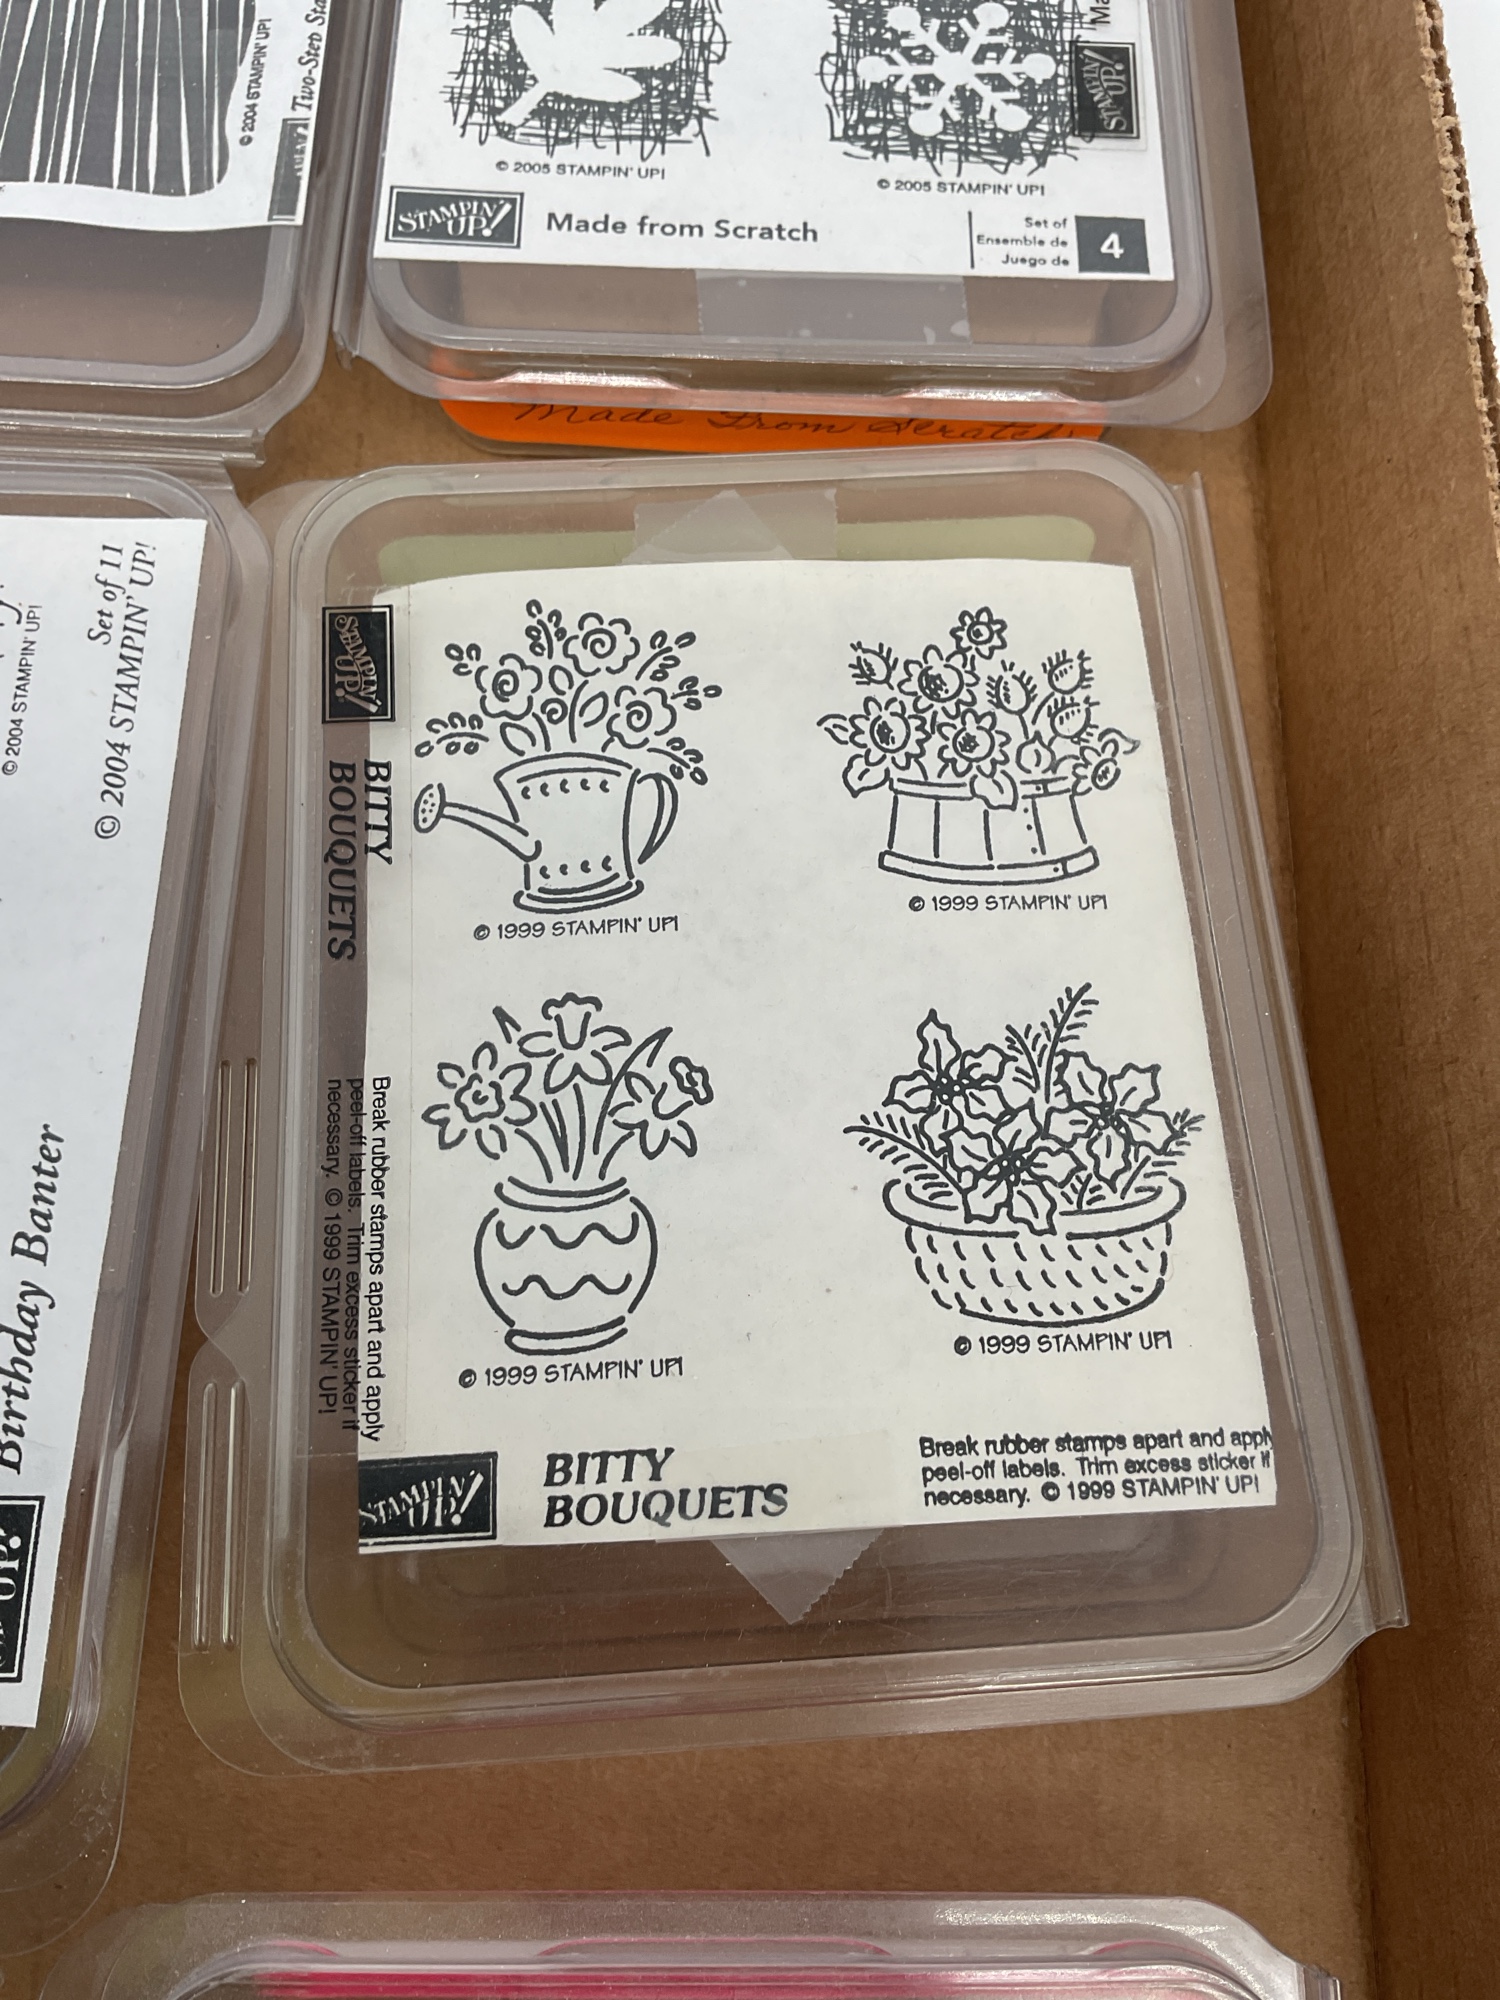 © 2004 STAMPIN' UP!
Two-Step
© 2005 STAMPIN' UP!
© 2005 STAMPIN' UP!
STAMPIN' UP!
STAMPIN' UP!
Made from Scratch
Set of
Ensemble de
Juego de
4
Made From Scratch
© 2004 STAMPIN' UP!
Set of 11
© 2004 STAMPIN' UP!
Birthday Banter
UP!
STAMPIN' UP!
BITTY
BOUQUETS
Break rubber stamps apart and apply
peel-off labels. Trim excess sticker if
necessary. © 1999 STAMPIN' UP!
© 1999 STAMPIN' UP!
© 1999 STAMPIN' UP!
© 1999 STAMPIN' UP!
© 1999 STAMPIN' UP!
STAMPIN' UP!
BITTY
BOUQUETS
Break rubber stamps apart and apply
peel-off labels. Trim excess sticker if
necessary. © 1999 STAMPIN' UP!